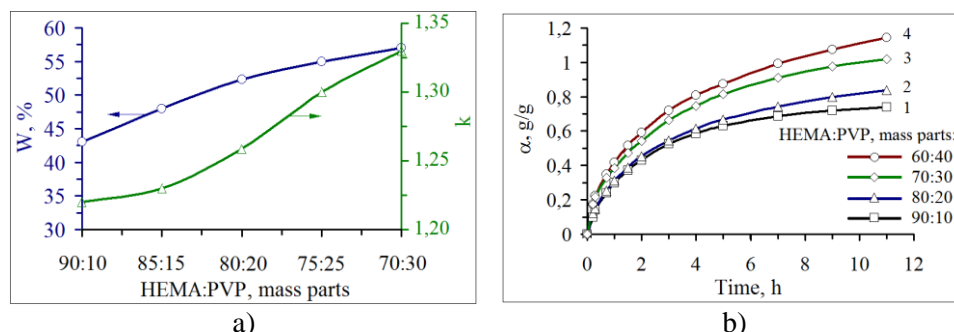 60
55
50
45
40
35
30
W, %
1,35
1,30
1,25
1,20
k
90:10 85:15 80:20 75:25 70:30
HEMA:PVP, mass parts
a)
1,2
1
0,8
0,6
0,4
0,2
0
α, g/g
4
3
2
1
HEMA:PVP, mass parts:
60:40
70:30
80:20
90:10
0 2 4 6 8 10 12
Time, h
b)